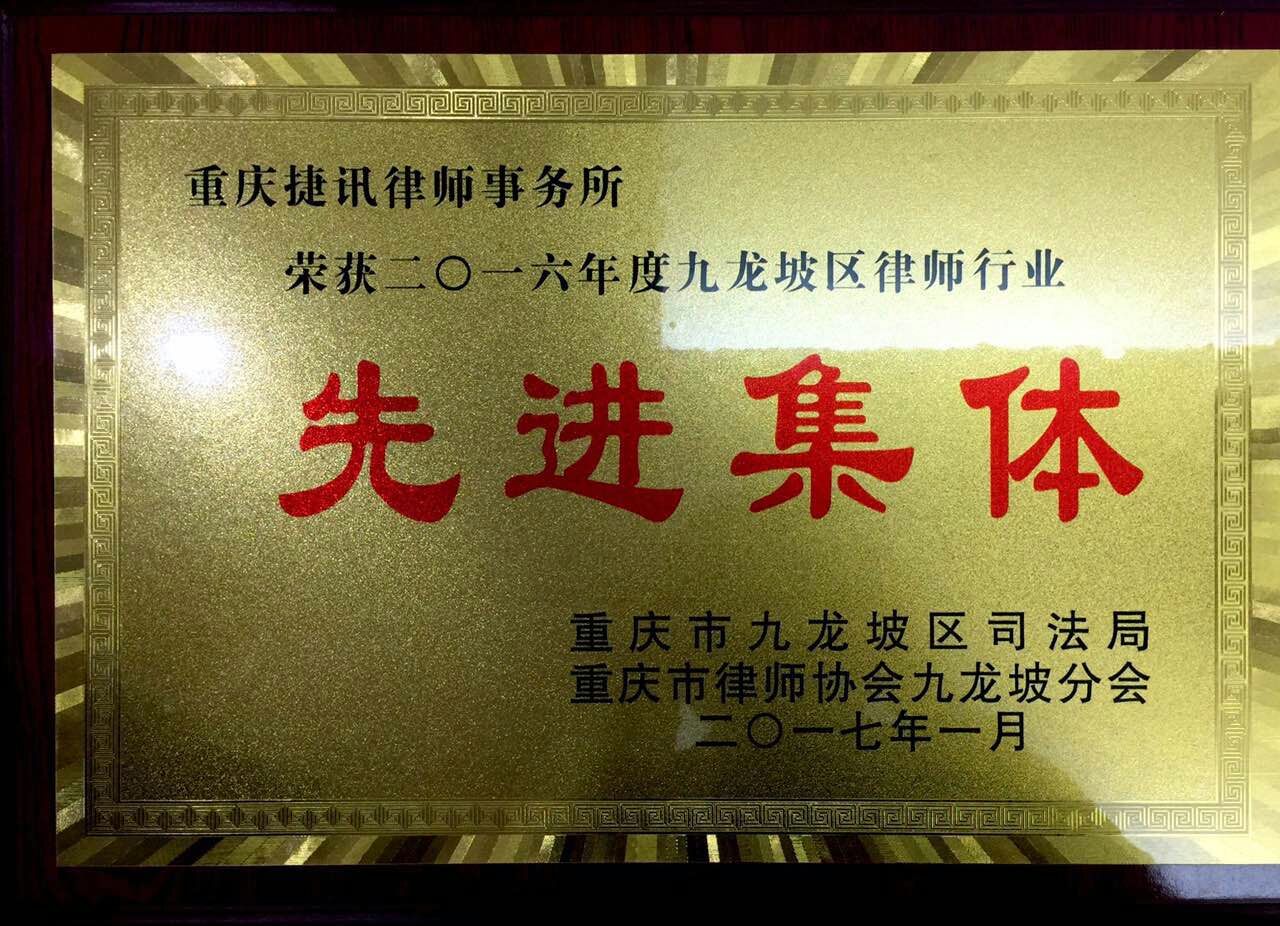 重庆捷讯律师事务所
荣获二〇一六年度九龙坡区律师行业
先进集体
重庆市九龙坡区司法局
重庆市律师协会九龙坡分会
二〇一七年一月